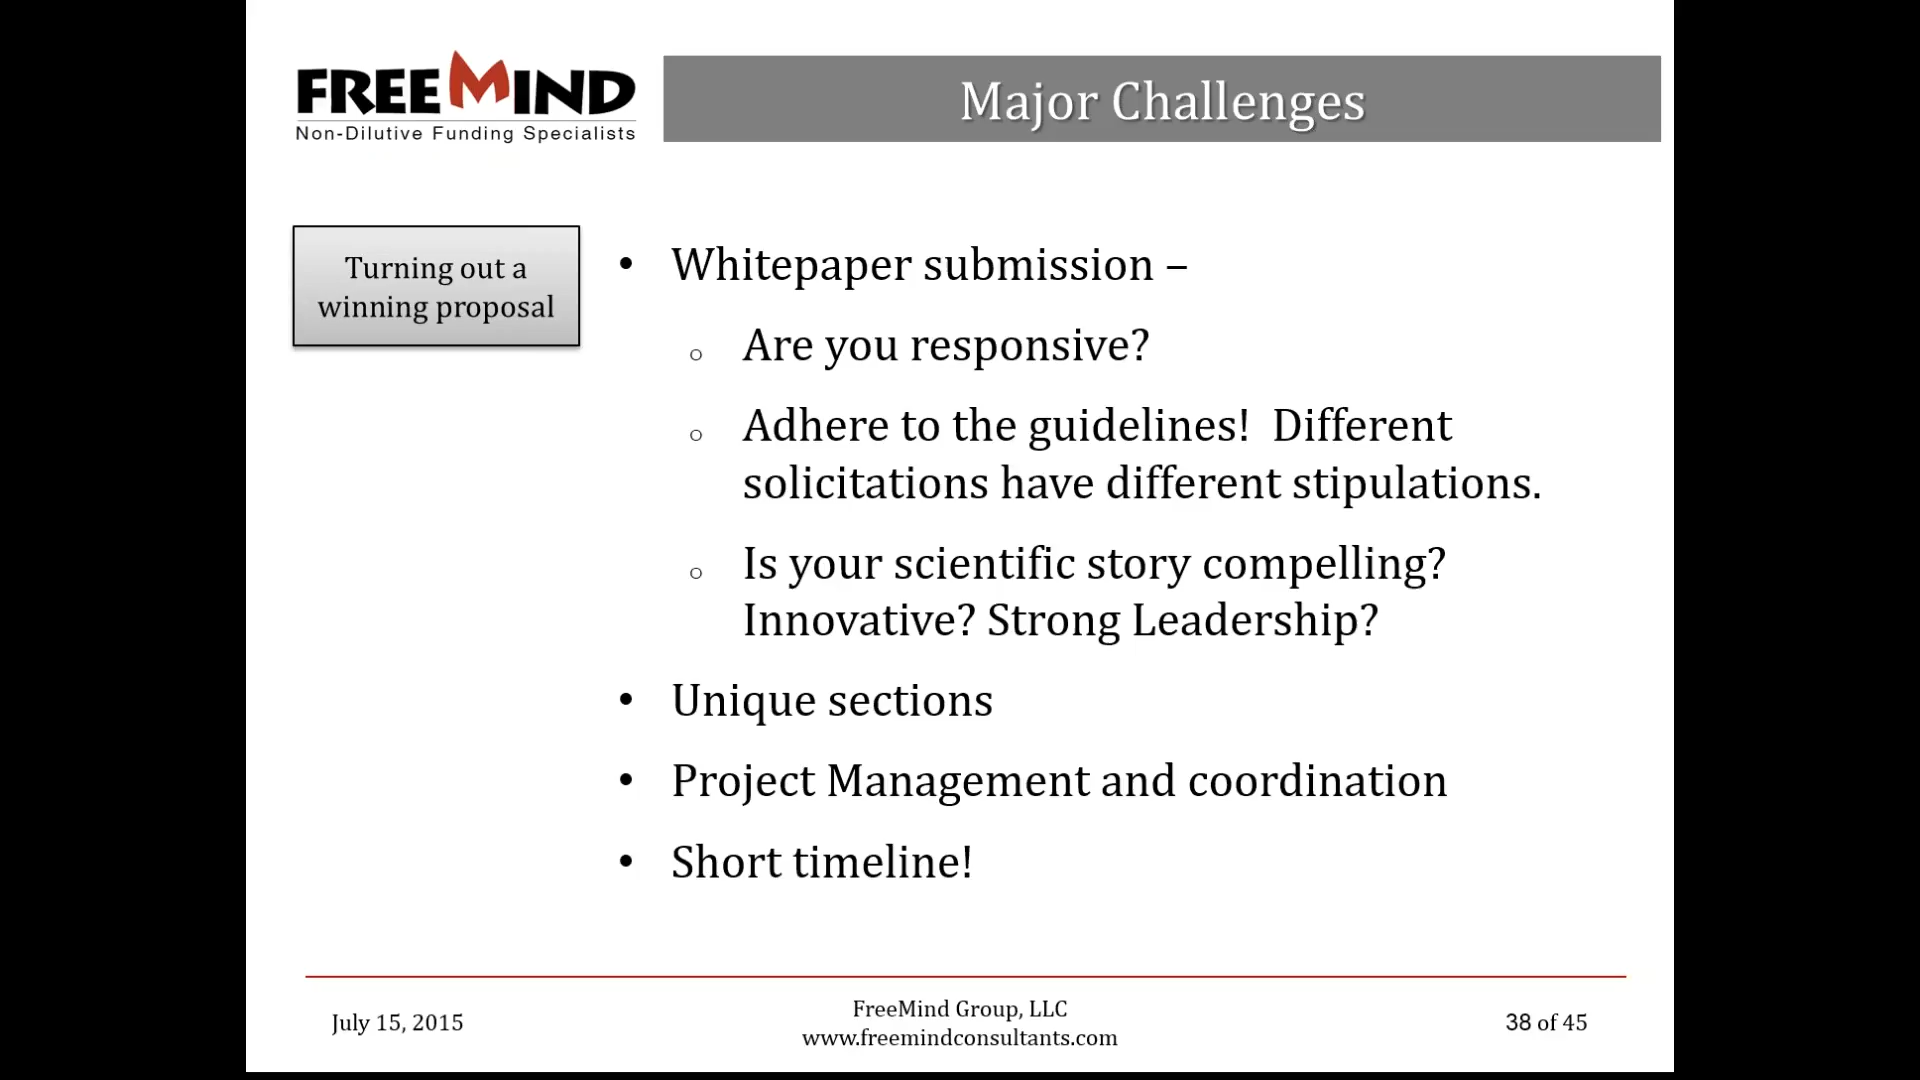 FREEMIND
Non-Dilutive Funding Specialists
Major Challenges
Turning out a
winning proposal
• Whitepaper submission –
o Are you responsive?
o Adhere to the guidelines!  Different
solicitations have different stipulations.
o Is your scientific story compelling?
Innovative? Strong Leadership?
• Unique sections
• Project Management and coordination
• Short timeline!
July 15, 2015
FreeMind Group, LLC
www.freemindconsultants.com
38 of 45